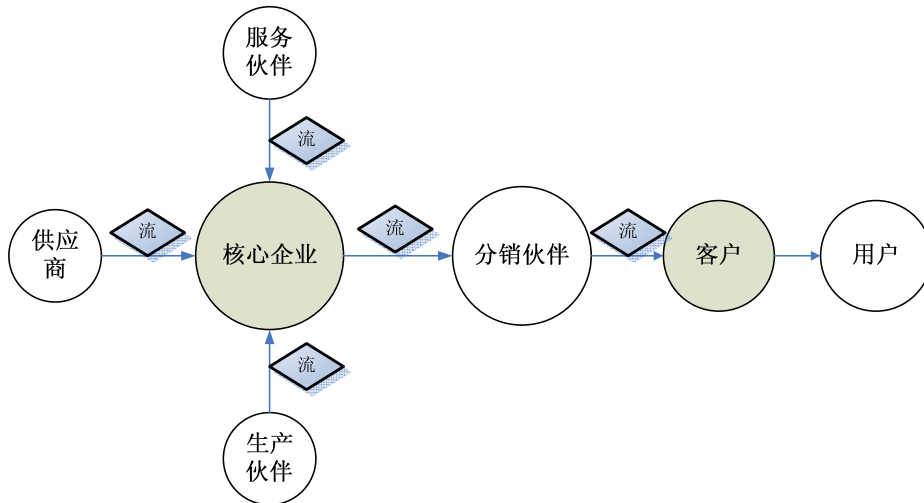 服务
伙伴
流
供应
商
流
核心企业
流
分销伙伴
流
客户
用户
流
生产
伙伴